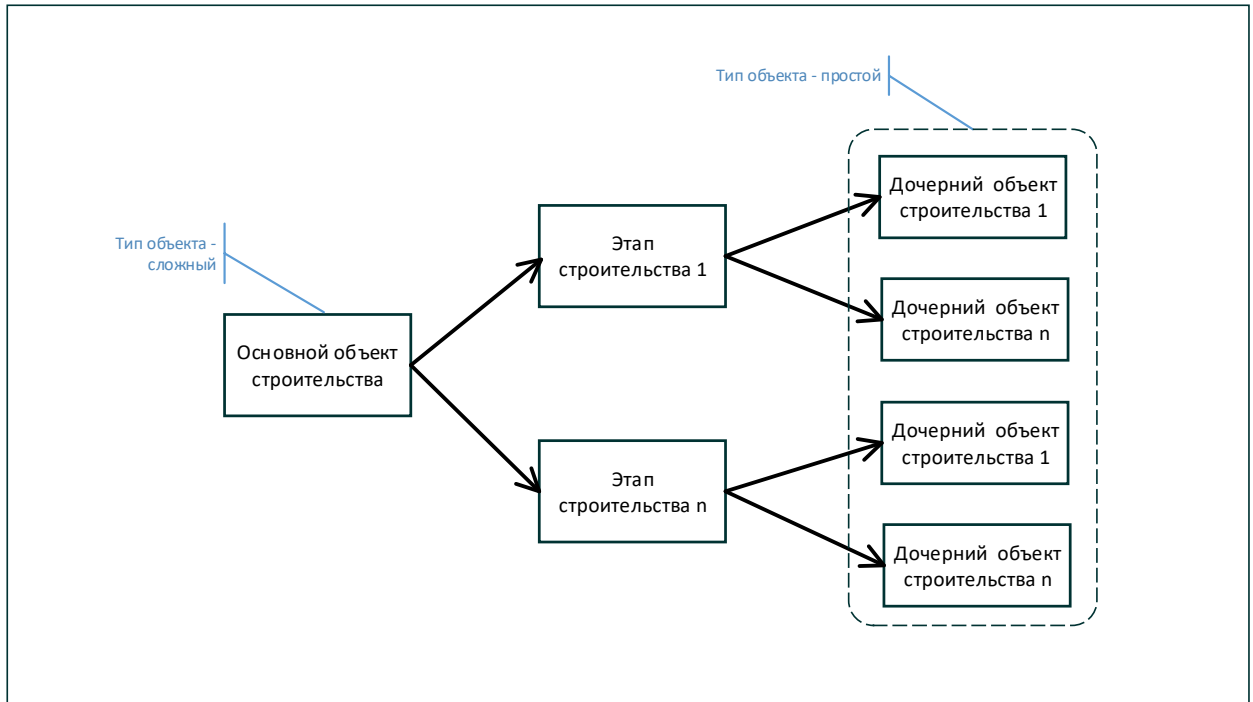 Тип объекта - простой
Дочерний объект
строительства 1
Этап
строительства 1
Тип объекта -
сложный
Дочерний объект
строительства n
Основной объект
строительства
Дочерний объект
строительства 1
Этап
строительства n
Дочерний объект
строительства n